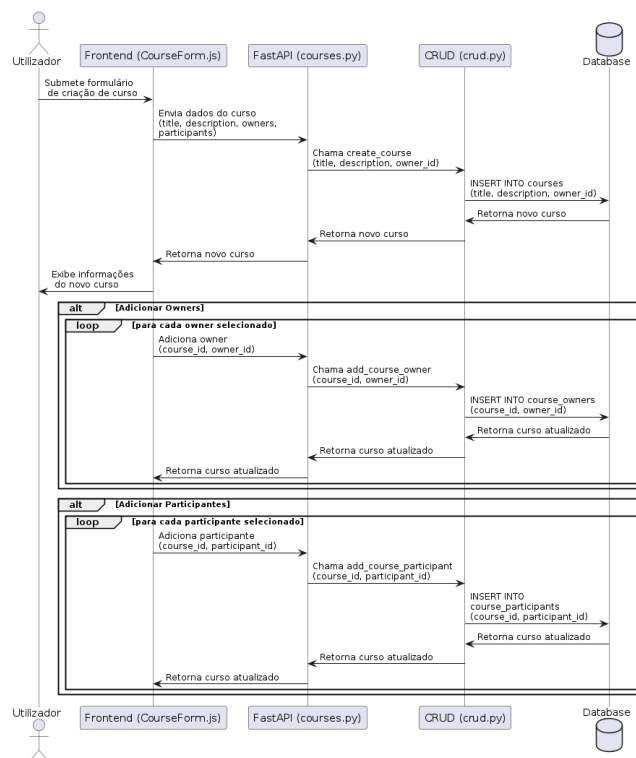 Utilizador
Frontend (CourseForm.js)
FastAPI (courses.py)
CRUD (crud.py)
Database
Submete formulário
de criação de curso
Envia dados do curso
(title, description, owners,
participants)
Chama create_course
(title, description, owner_id)
INSERT INTO courses
(title, description, owner_id)
Retorna novo curso
Retorna novo curso
Retorna novo curso
Exibe informações
do novo curso
alt [Adicionar Owners]
loop [para cada owner selecionado]
Adiciona owner
(course_id, owner_id)
Chama add_course_owner
(course_id, owner_id)
INSERT INTO course_owners
(course_id, owner_id)
Retorna curso atualizado
Retorna curso atualizado
Retorna curso atualizado
alt [Adicionar Participantes]
loop [para cada participante selecionado]
Adiciona participante
(course_id, participant_id)
Chama add_course_participant
(course_id, participant_id)
INSERT INTO
course_participants
(course_id, participant_id)
Retorna curso atualizado
Retorna curso atualizado
Retorna curso atualizado
Utilizador
Frontend (CourseForm.js)
FastAPI (courses.py)
CRUD (crud.py)
Database